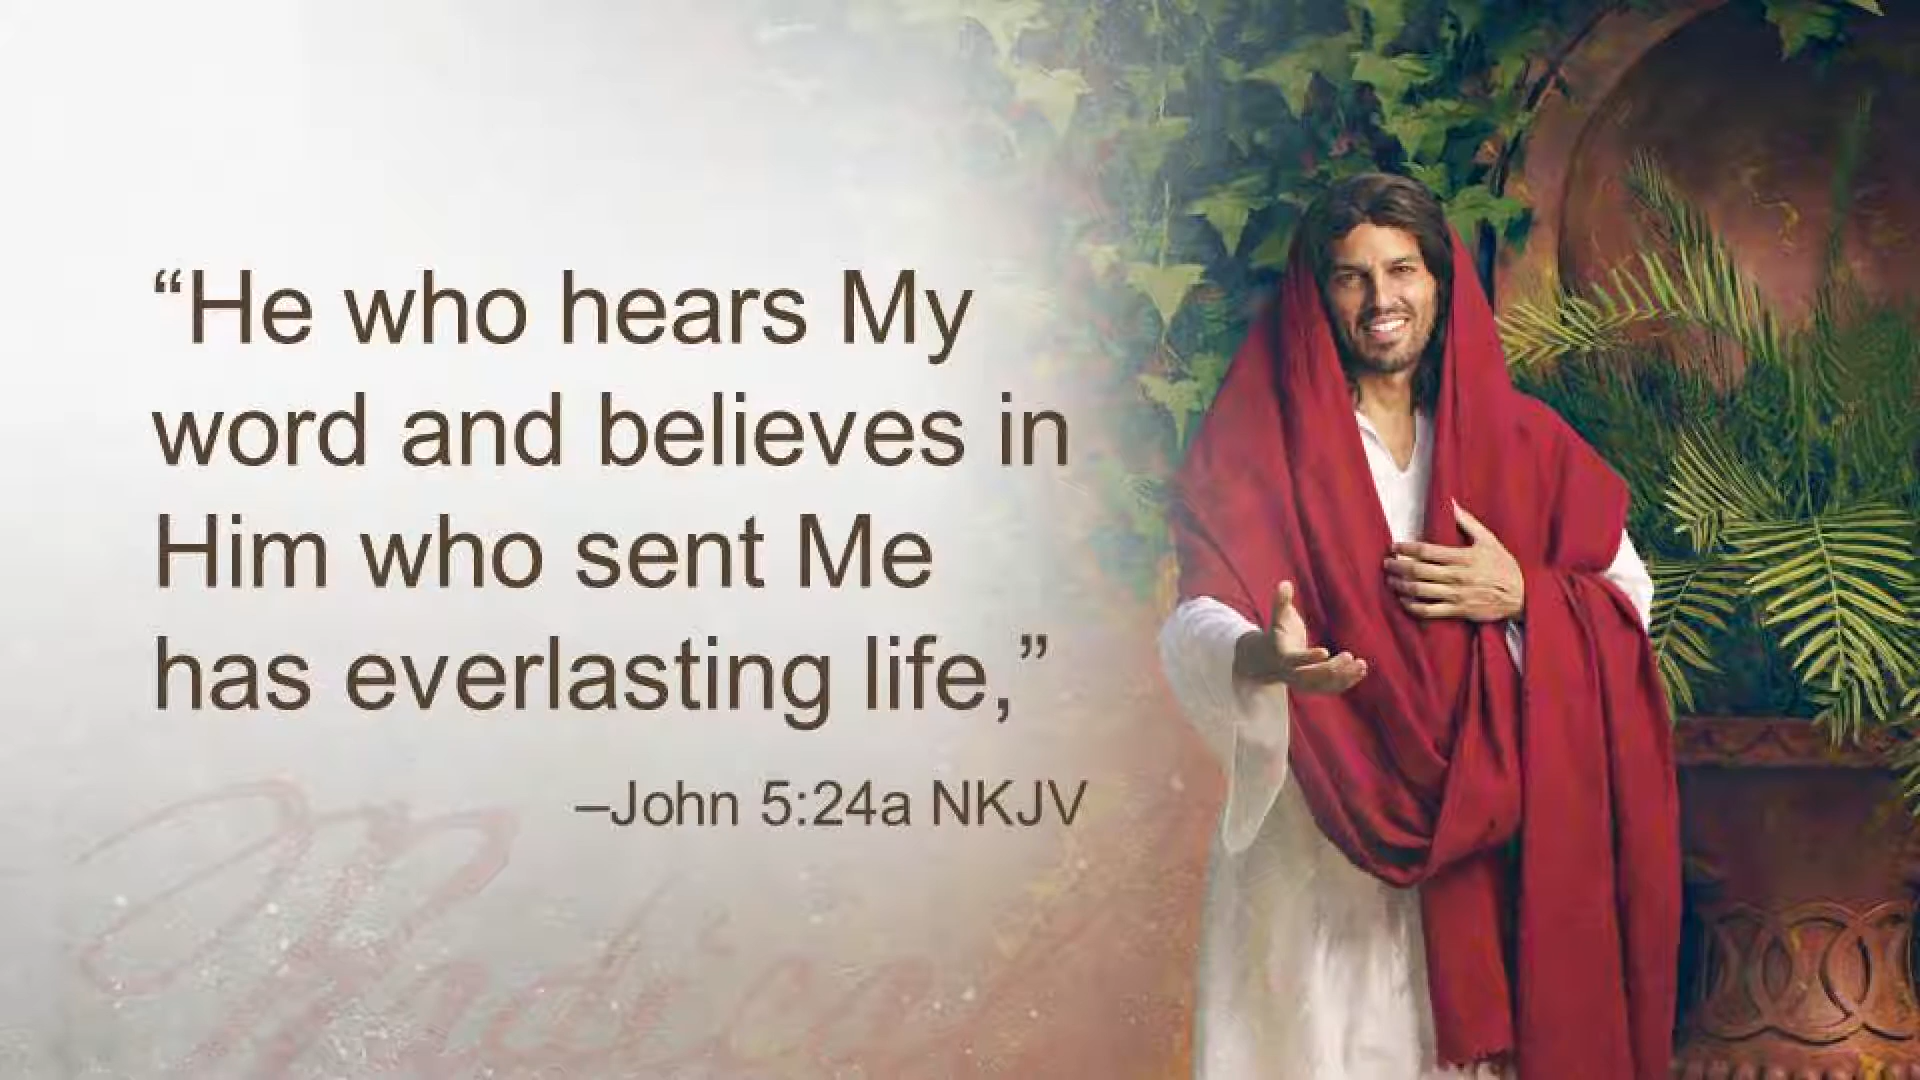 “He who hears My
word and believes in
Him who sent Me
has everlasting life,”
–John 5:24a NKJV